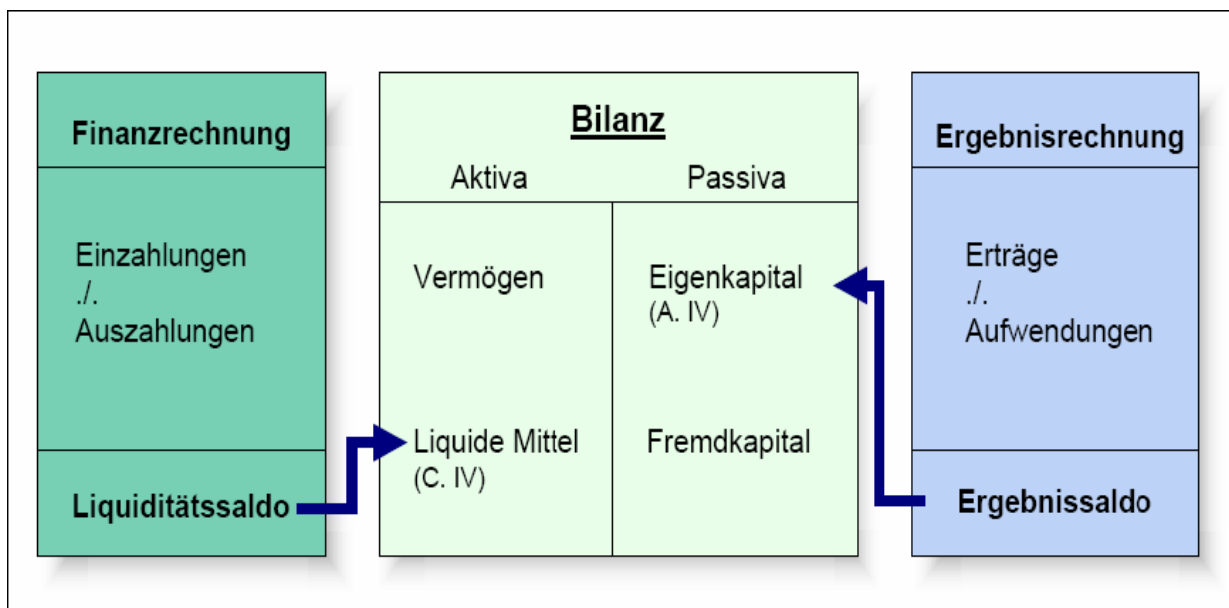 Finanzrechnung
Einzahlungen
./.
Auszahlungen
Liquiditätssaldo
Bilanz
Aktiva
Passiva
Vermögen
Liquide Mittel
(C. IV)
Eigenkapital
(A. IV)
Fremdkapital
Ergebnisrechnung
Erträge
./.
Aufwendungen
Ergebnissaldo